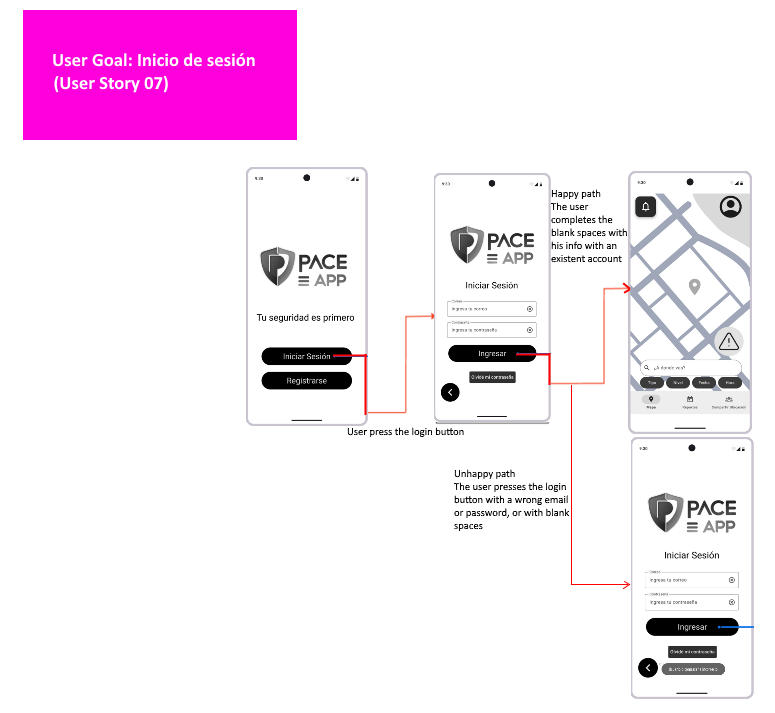 User Goal: Inicio de sesión
(User Story 07)
9:30
PACE
APP
Tu seguridad es primero
Iniciar Sesión
Registrarse
User press the login button
9:30
PACE
APP
Iniciar Sesión
Correo
Ingresa tu correo
Contraseña
Ingresa tu contraseña
Ingresar
Olvidé mi contraseña
Happy path
The user
completes the
blank spaces with
his info with an
existent account
9:30
¿A donde vas?
Tipo
Nivel
Fecha
Hora
Mapa
Reportes
Compartir Ubicación
Unhappy path
The user presses the login
button with a wrong email
or password, or with blank
spaces
9:30
PACE
APP
Iniciar Sesión
Correo
Ingresa tu correo
Contraseña
Ingresa tu contraseña
Ingresar
Olvidé mi contraseña